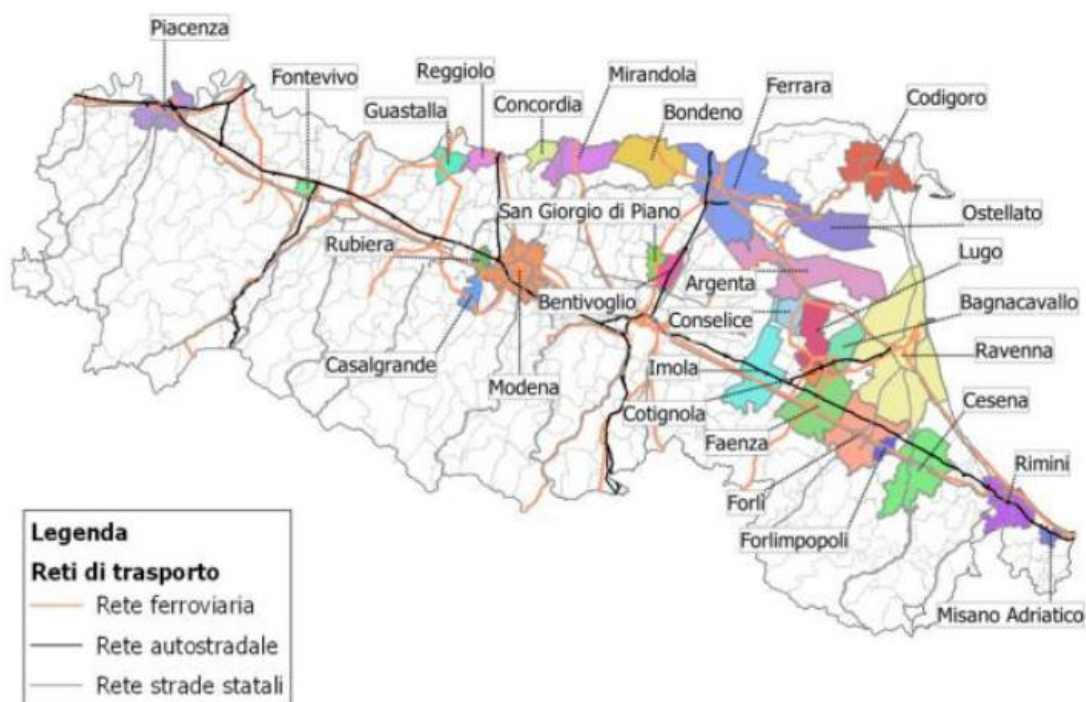 Piacenza
Fontevivo
Reggiolo
Mirandola
Ferrara
Guastalla
Concordia
Bondeno
Codigoro
San Giorgio di Piano
Ostellato
Rubiera
Lugo
Argenta
Bentivoglio
Bagnacavallo
Conselice
Ravenna
Casalgrande
Imola
Modena
Cotignola
Cesena
Faenza
Rimini
Forlì
Forlimpopoli
Misano Adriatico
Legenda
Reti di trasporto
Rete ferroviaria
Rete autostradale
Rete strade statali